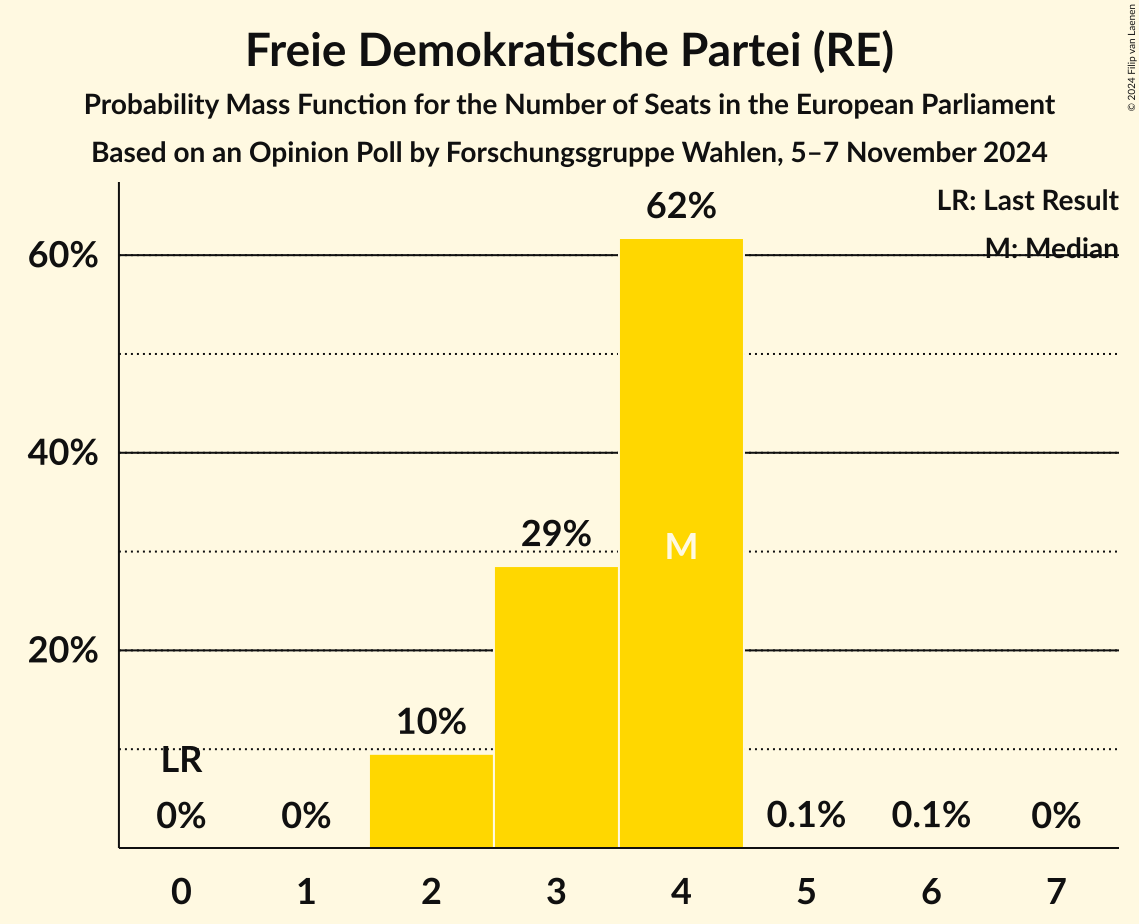 Freie Demokratische Partei (RE)
Probability Mass Function for the Number of Seats in the European Parliament
Based on an Opinion Poll by Forschungsgruppe Wahlen, 5–7 November 2024
© 2024 Filip van Laenen
LR: Last Result
M: Median
62%
60%
40%
29%
M
20%
10%
LR
0%
0%
0.1%
0.1%
0%
0
1
2
3
4
5
6
7